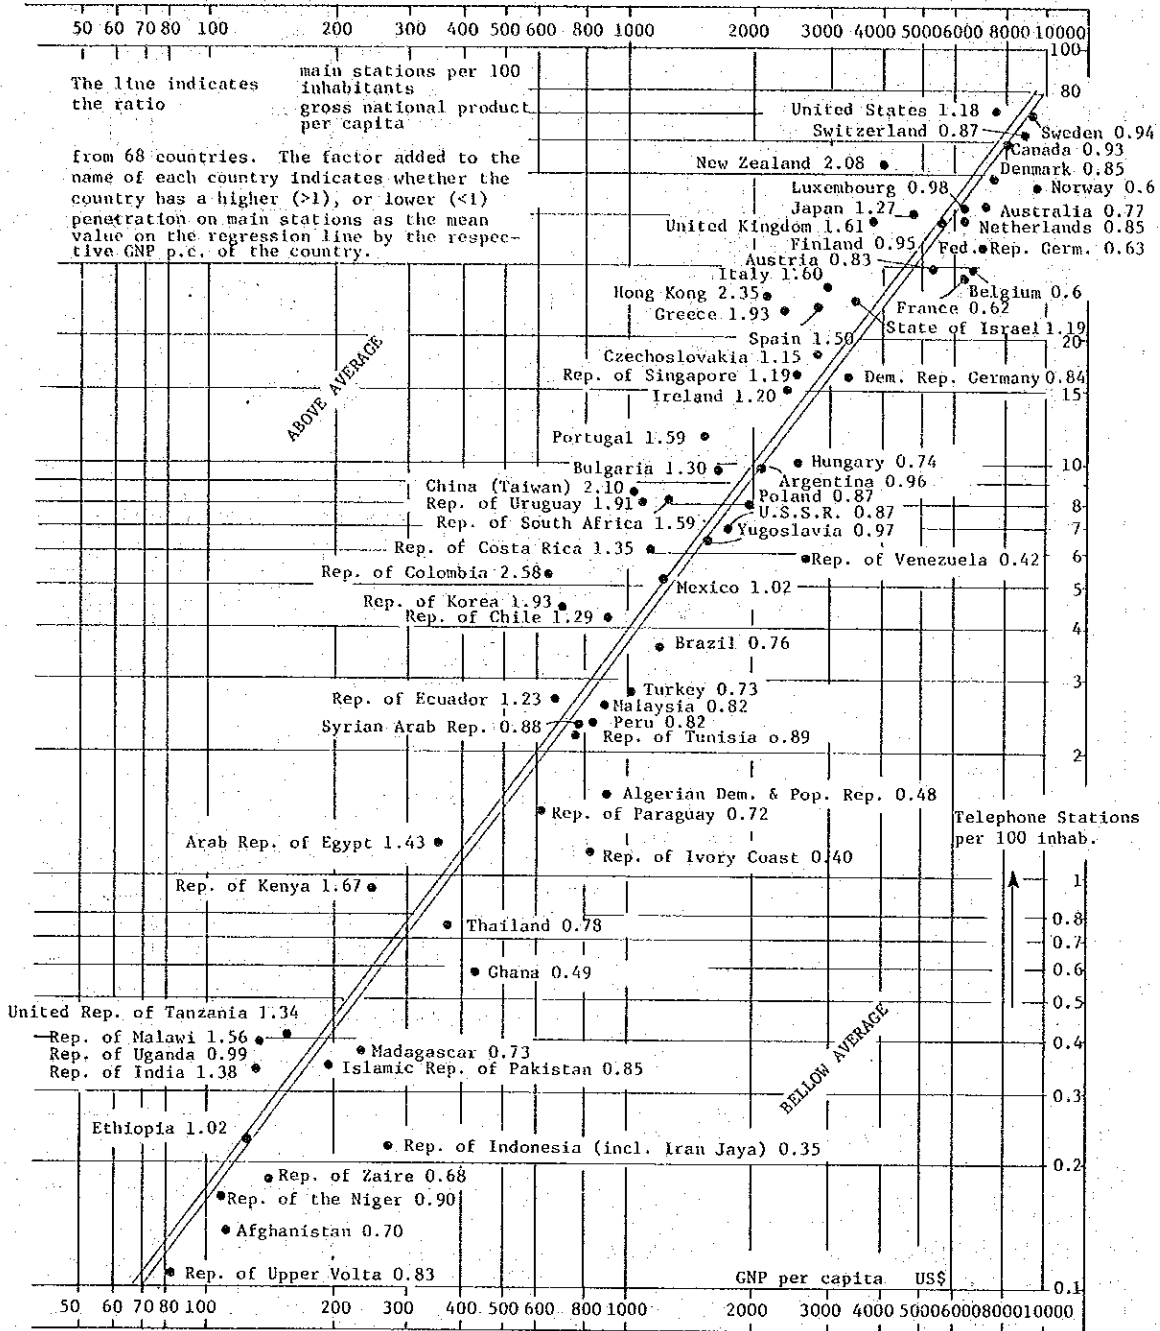 50 60 70 80 100 200 300 400 500 600 800 1000 2000 3000 4000 5000 6000 8000 10000
100
The line indicates the ratio
main stations per 100 inhabitants
gross national product per capita
from 68 countries. The factor added to the
name of each country indicates whether the
country has a higher (>1), or lower (<1)
penetration on main stations as the mean
value on the regression line by the respec-
tive GNP p.c. of the country.
80
United States 1.18
Switzerland 0.87
Sweden 0.94
Canada 0.93
New Zealand 2.08
Denmark 0.85
Luxembourg 0.98
Norway 0.6
Japan 1.27
Australia 0.77
United Kingdom 1.61
Netherlands 0.85
Finland 0.95
Fed. Rep. Germ. 0.63
Austria 0.83
Italy 1.60
Hong Kong 2.35
Belgium 0.6
France 0.62
Greece 1.93
State of Israel 1.19
Spain 1.50
20
Czechoslovakia 1.15
Rep. of Singapore 1.19
Dem. Rep. Germany 0.84
Ireland 1.20
15
ABOVE AVERAGE
Portugal 1.59
Hungary 0.74
10
Bulgaria 1.30
Argentina 0.96
China (Taiwan) 2.10
Poland 0.87
Rep. of Uruguay 1.91
8
U.S.S.R. 0.87
Rep. of South Africa 1.59
7
Yugoslavia 0.97
Rep. of Costa Rica 1.35
6
Rep. of Venezuela 0.42
Rep. of Colombia 2.58
Mexico 1.02
5
Rep. of Korea 1.93
Rep. of Chile 1.29
4
Brazil 0.76
Rep. of Ecuador 1.23
Turkey 0.73
3
Malaysia 0.82
Syrian Arab Rep. 0.88
Peru 0.82
Rep. of Tunisia o.89
2
Algerian Dem. & Pop. Rep. 0.48
Rep. of Paraguay 0.72
Telephone Stations
per 100 inhab.
Arab Rep. of Egypt 1.43
Rep. of Ivory Coast 0.40
Rep. of Kenya 1.67
1
Thailand 0.78
0.8
0.7
Ghana 0.49
0.6
0.5
United Rep. of Tanzania 1.34
Rep. of Malawi 1.56
0.4
Rep. of Uganda 0.99
Madagascar 0.73
Rep. of India 1.38
Islamic Rep. of Pakistan 0.85
BELLOW AVERAGE
0.3
Ethiopia 1.02
Rep. of Indonesia (incl. Iran Jaya) 0.35
0.2
Rep. of Zaire 0.68
Rep. of the Niger 0.90
Afghanistan 0.70
Rep. of Upper Volta 0.83
GNP per capita US$
0.1
50 60 70 80 100 200 300 400 500 600 800 1000 2000 3000 4000 5000 6000 8000 10000